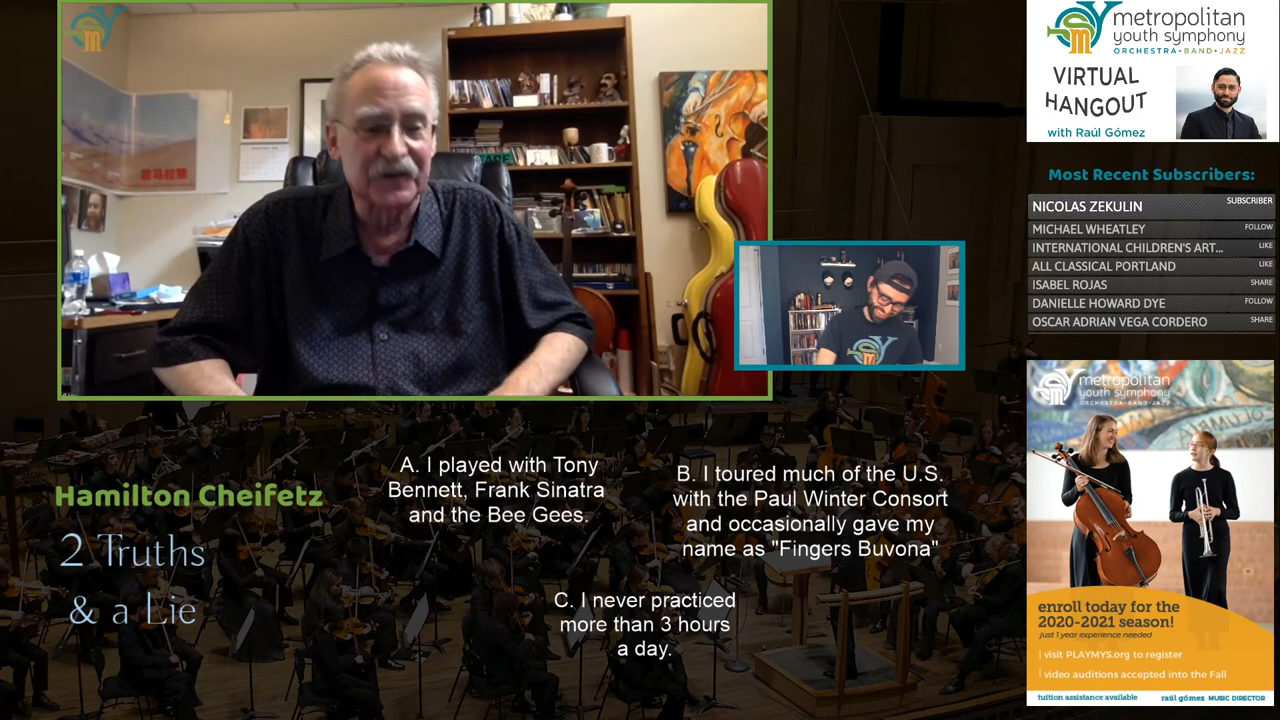 metropolitan
youth symphony
ORCHESTRA • BAND • JAZZ
VIRTUAL
HANGOUT
with Raúl Gómez
Most Recent Subscribers:
NICOLAS ZEKULIN SUBSCRIBER
MICHAEL WHEATLEY FOLLOW
INTERNATIONAL CHILDREN'S ART... LIKE
ALL CLASSICAL PORTLAND LIKE
ISABEL ROJAS SHARE
DANIELLE HOWARD DYE FOLLOW
OSCAR ADRIAN VEGA CORDERO SHARE
Hamilton Cheifetz
2 Truths
& a Lie
A. I played with Tony
Bennett, Frank Sinatra
and the Bee Gees.
B. I toured much of the U.S.
with the Paul Winter Consort
and occasionally gave my
name as "Fingers Buvona"
C. I never practiced
more than 3 hours
a day.
metropolitan
youth symphony
ORCHESTRA • BAND • JAZZ
enroll today for the
2020-2021 season!
just 1 year experience needed
| visit PLAYMYS.org to register
| video auditions accepted into the Fall
tuition assistance available raúl gómez MUSIC DIRECTOR